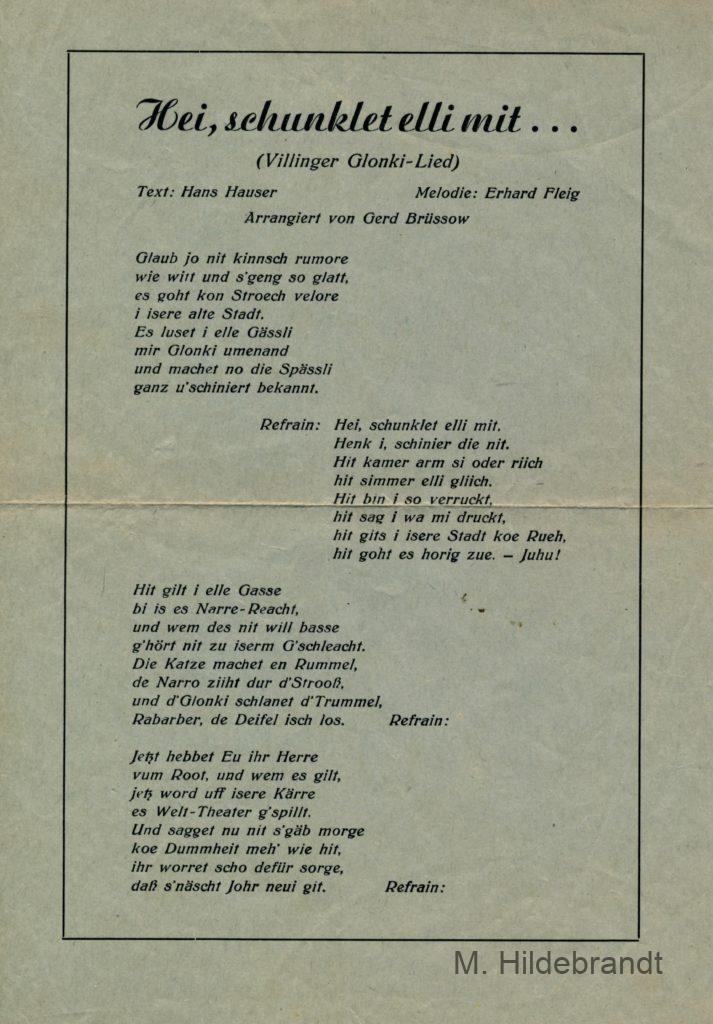 Hei, schunklet elli mit . . .
(Villinger Glonki-Lied)
Text: Hans Hauser Melodie: Erhard Fleig
Arrangiert von Gerd Brüssow
Glaub jo nit kinnsch rumore
wie witt und s'geng so glatt,
es goht kon Stroech velore
i isere alte Stadt.
Es luset i elle Gässli
mir Glonki umenand
und machet no die Spässli
ganz u'schiniert bekannt.
Refrain: Hei, schunklet elli mit.
Henk i, schinier die nit.
Hit kamer arm si oder riich
hit simmer elli gliich.
Hit bin i so verruckt,
hit sag i wa mi druckt,
hit gits i isere Stadt koe Rueh,
hit goht es horig zue. — Juhu!
Hit gilt i elle Gasse
bi is es Narre-Reacht,
und wem des nit will basse
g'hört nit zu iserm G'schleacht.
Die Katze machet en Rummel,
de Narro ziiht dur d'Strooß,
und d'Glonki schlanet d'Trummel,
Rabarber, de Deifel isch los. Refrain:
Jetzt hebbet Eu ihr Herre
vum Root, und wem es gilt,
jetz word uff isere Kärre
es Welt-Theater g'spillt.
Und sagget nu nit s'gäb morge
koe Dummheit meh' wie hit,
ihr worret scho defür sorge,
daß s'näscht Johr neui git. Refrain:
M. Hildebrandt